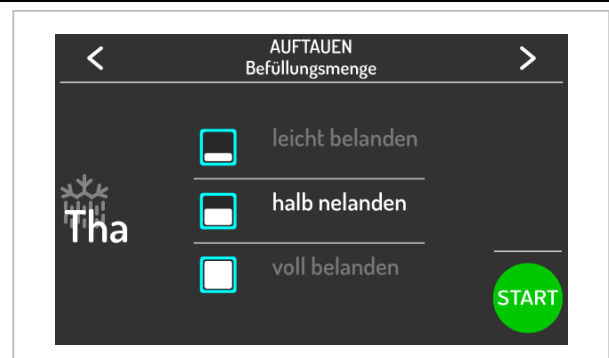 AUFTAUEN
Befüllungsmenge
leicht belanden
halb nelanden
Tha
voll belanden
START